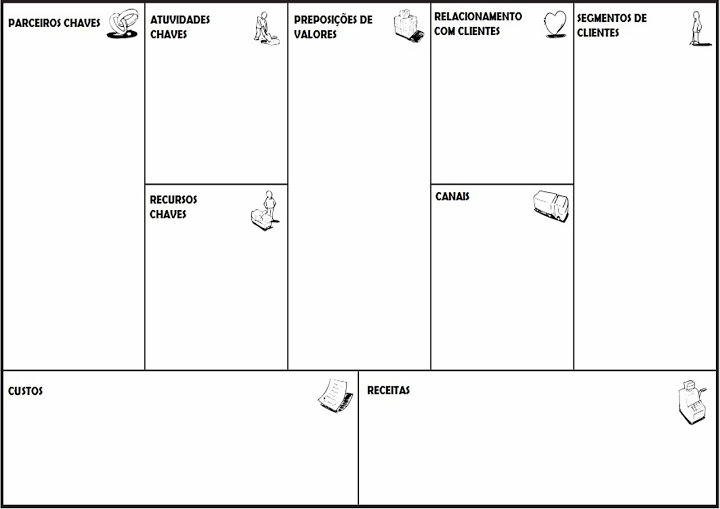 PARCEIROS CHAVES
ATUVIDADES
CHAVES
PREPOSIÇÕES DE
VALORES
RELACIONAMENTO
COM CLIENTES
SEGMENTOS DE
CLIENTES
RECURSOS
CHAVES
CANAIS
CUSTOS
RECEITAS